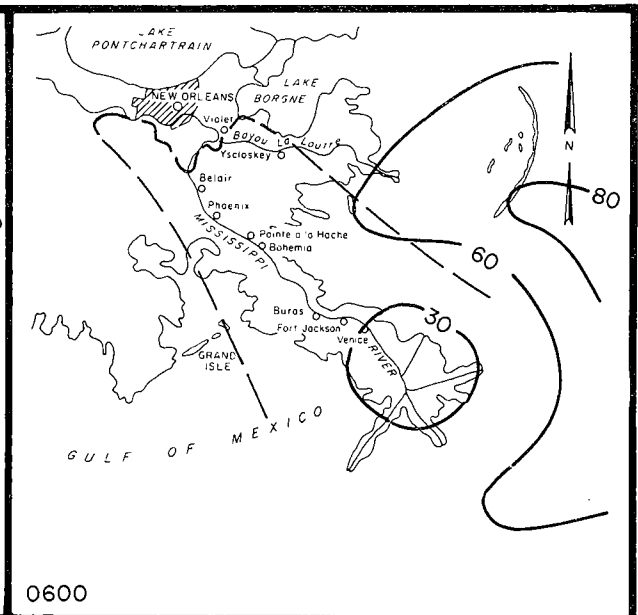 LAKE
PONTCHARTRAIN
NEW ORLEANS
LAKE
BORGNE
Violet
Bayou La Loutre
Yscloskey
Belair
Phoenix
MISSISSIPPI
Pointe a la Hache
Bohemia
Buras
Fort Jackson
Venice
RIVER
GRAND
ISLE
GULF OF MEXICO
N
80
60
30
0600